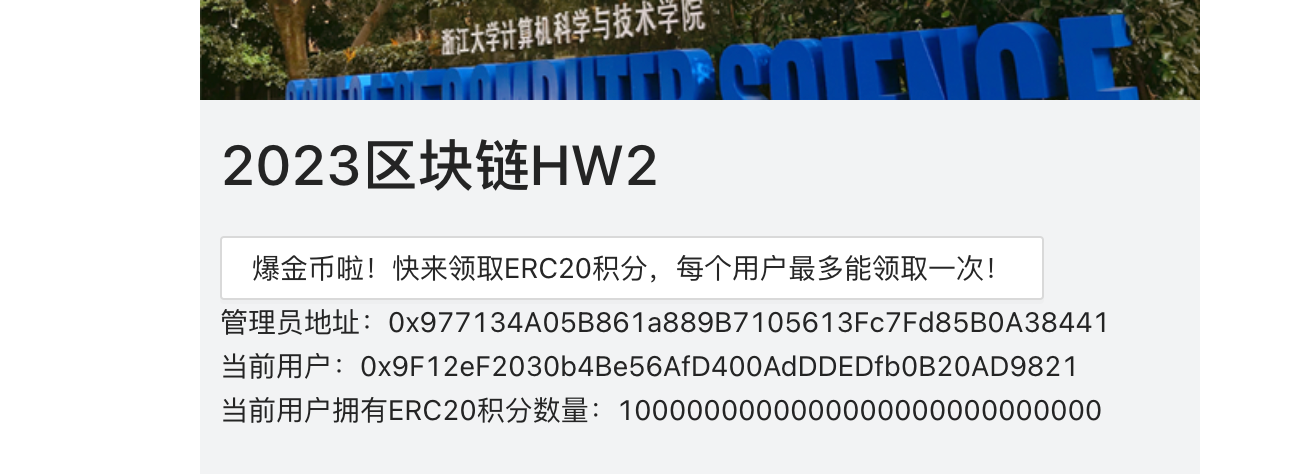 浙江大学计算机科学与技术学院
COLLEGE OF COMPUTER SCIENCE
2023区块链HW2
爆金币啦！快来领取ERC20积分，每个用户最多能领取一次！
管理员地址：0x977134A05B861a889B7105613Fc7Fd85B0A38441
当前用户：0x9F12eF2030b4Be56AfD400AdDDEDfb0B20AD9821
当前用户拥有ERC20积分数量：10000000000000000000000000000